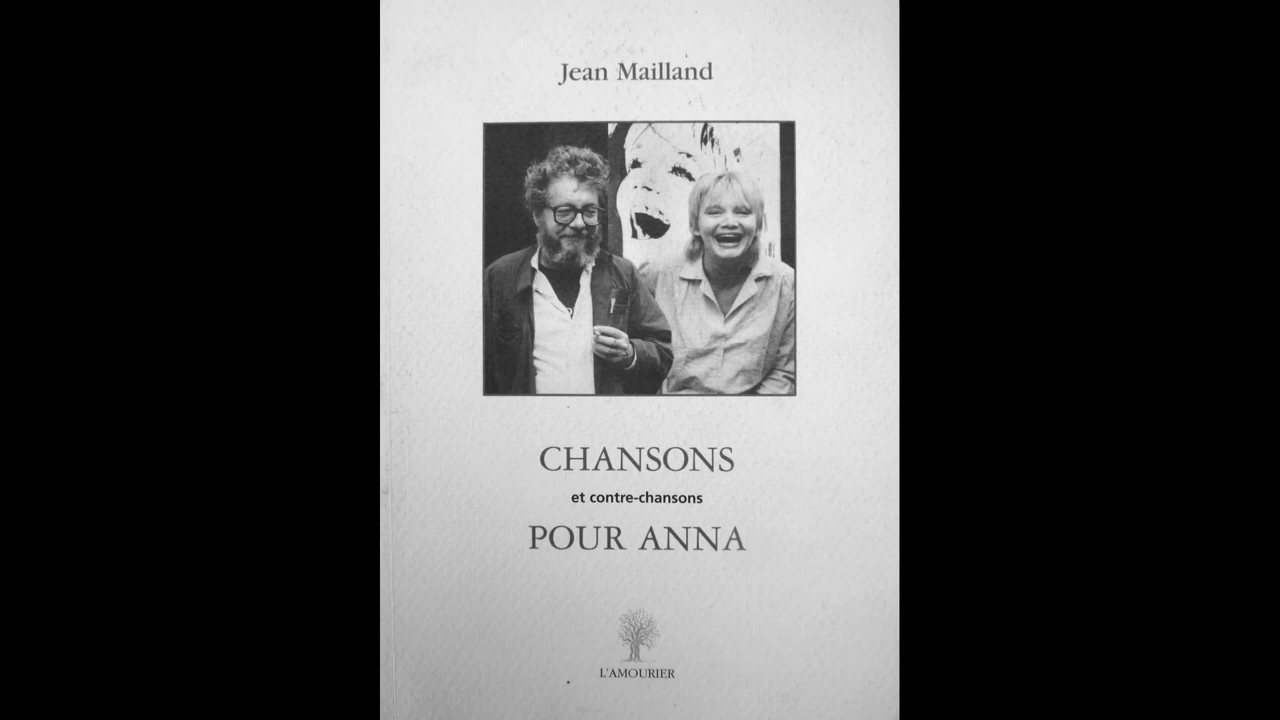 Jean Mailland
CHANSONS
et contre-chansons
POUR ANNA
L'AMOURIER